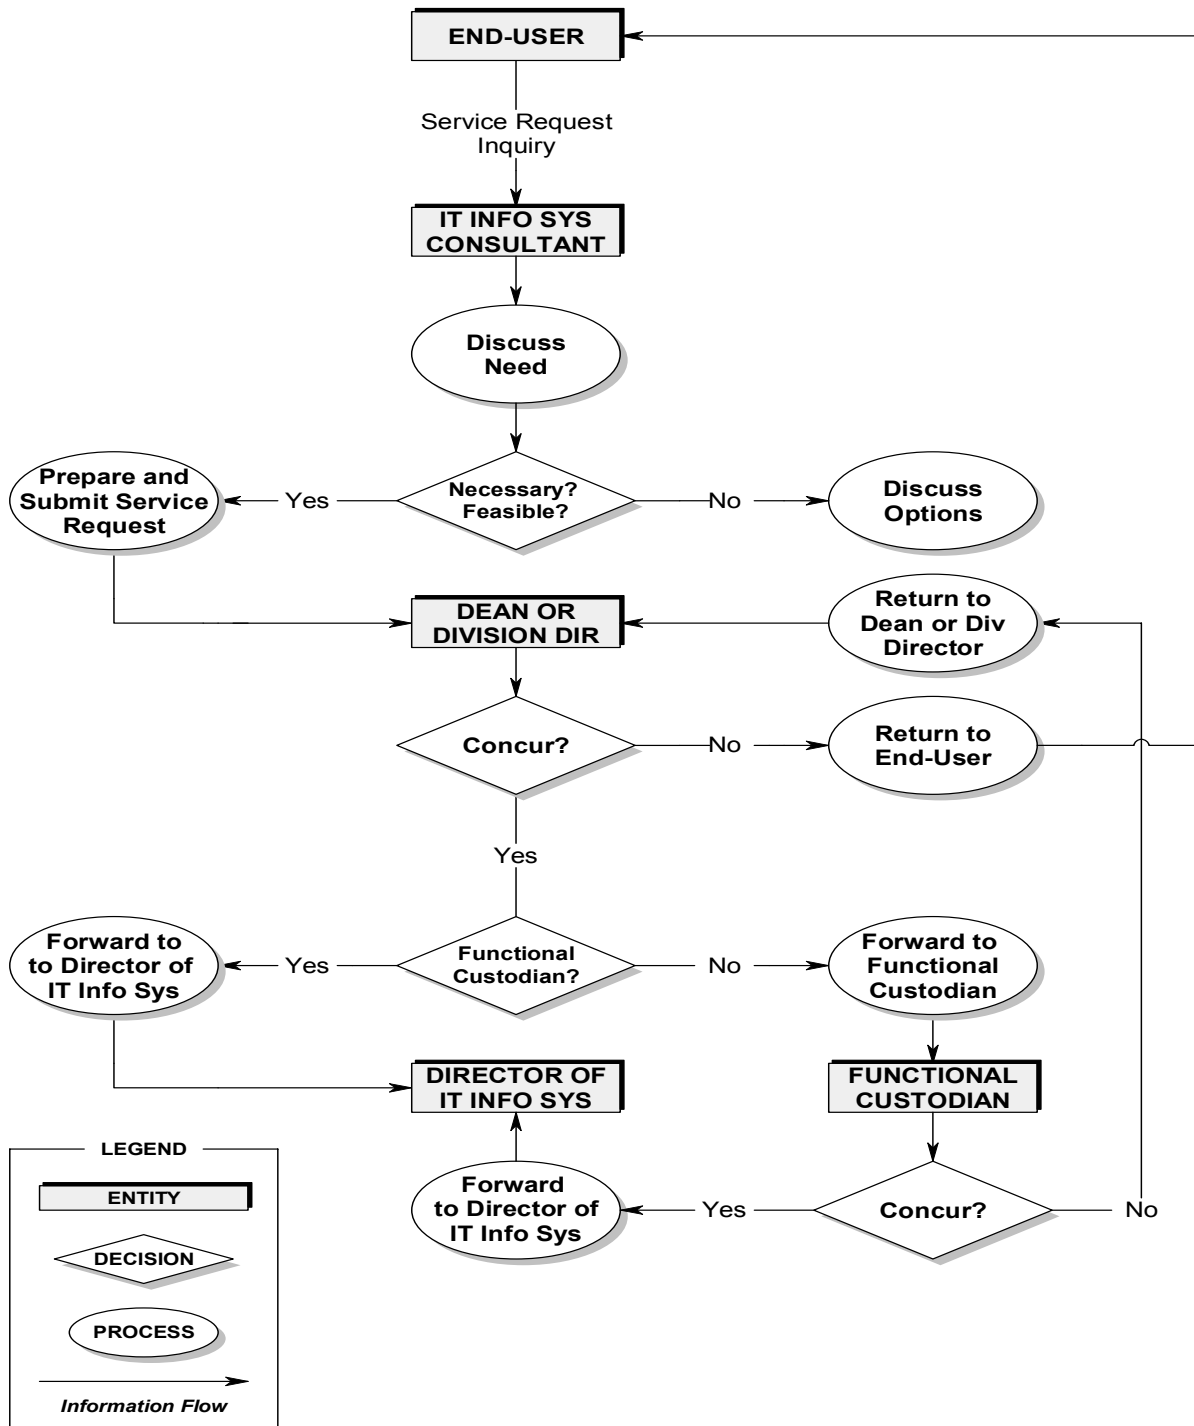 END-USER
Service Request
Inquiry
IT INFO SYS
CONSULTANT
Discuss
Need
Prepare and
Submit Service
Request
Yes
Necessary?
Feasible?
No
Discuss
Options
DEAN OR
DIVISION DIR
Return to
Dean or Div
Director
Concur?
No
Return to
End-User
Yes
Forward to
to Director of
IT Info Sys
Yes
Functional
Custodian?
No
Forward to
Functional
Custodian
DIRECTOR OF
IT INFO SYS
FUNCTIONAL
CUSTODIAN
Forward
to Director of
IT Info Sys
Yes
Concur?
No
LEGEND
ENTITY
DECISION
PROCESS
Information Flow